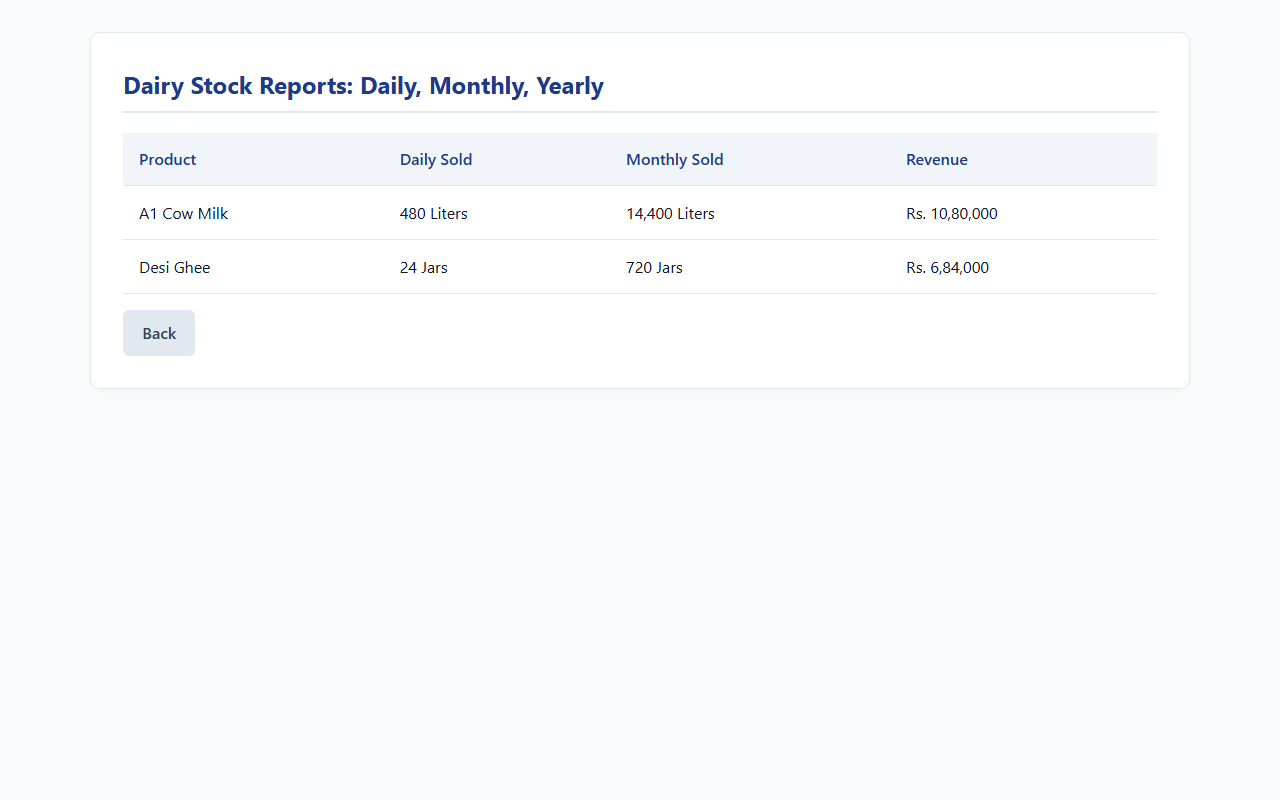 Dairy Stock Reports: Daily, Monthly, Yearly
Product Daily Sold Monthly Sold Revenue
A1 Cow Milk 480 Liters 14,400 Liters Rs. 10,80,000
Desi Ghee 24 Jars 720 Jars Rs. 6,84,000
Back